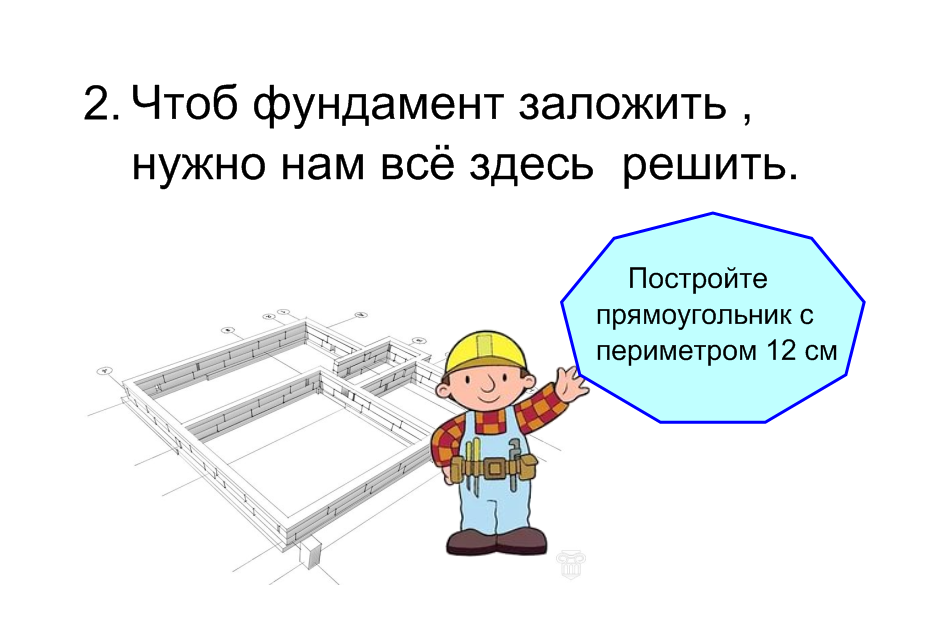 2. Чтоб фундамент заложить ,
нужно нам всё здесь решить.
Постройте
прямоугольник с
периметром 12 см